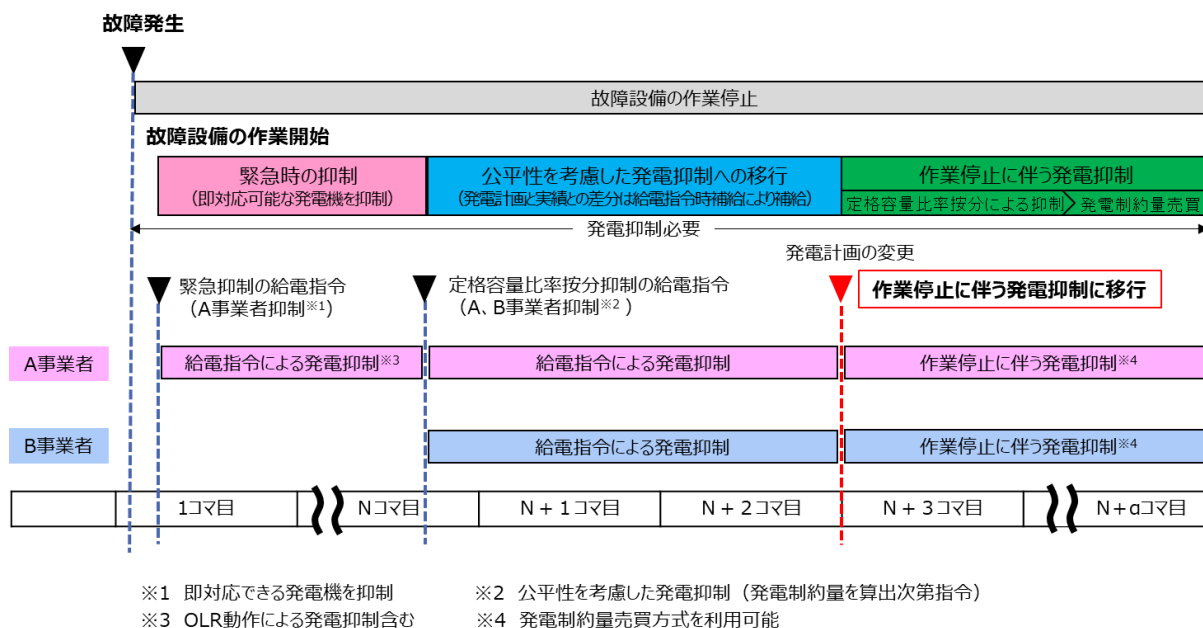 故障発生
故障設備の作業停止
故障設備の作業開始
緊急時の抑制
(即対応可能な発電機を抑制)
公平性を考慮した発電抑制への移行
(発電計画と実績との差分は給電指令時補給により補給)
作業停止に伴う発電抑制
定格容量比率按分による抑制
発電制約量売買
発電抑制必要
発電計画の変更
緊急抑制の給電指令
(A事業者抑制※1)
定格容量比率按分抑制の給電指令
(A、B事業者抑制※2 )
作業停止に伴う発電抑制に移行
A事業者
給電指令による発電抑制※3
給電指令による発電抑制
作業停止に伴う発電抑制※4
B事業者
給電指令による発電抑制
作業停止に伴う発電抑制※4
1コマ目
Nコマ目
N + 1コマ目
N + 2コマ目
N + 3コマ目
N+αコマ目
※1 即対応できる発電機を抑制
※2 公平性を考慮した発電抑制（発電制約量を算出次第指令）
※3 OLR動作による発電抑制含む
※4 発電制約量売買方式を利用可能